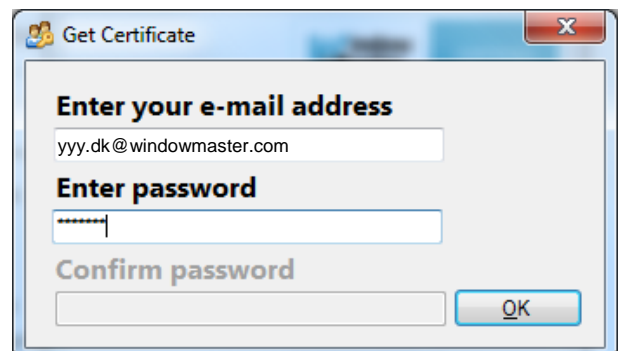 Get Certificate
Enter your e-mail address
yyy.dk@windowmaster.com
Enter password
*******
Confirm password
OK